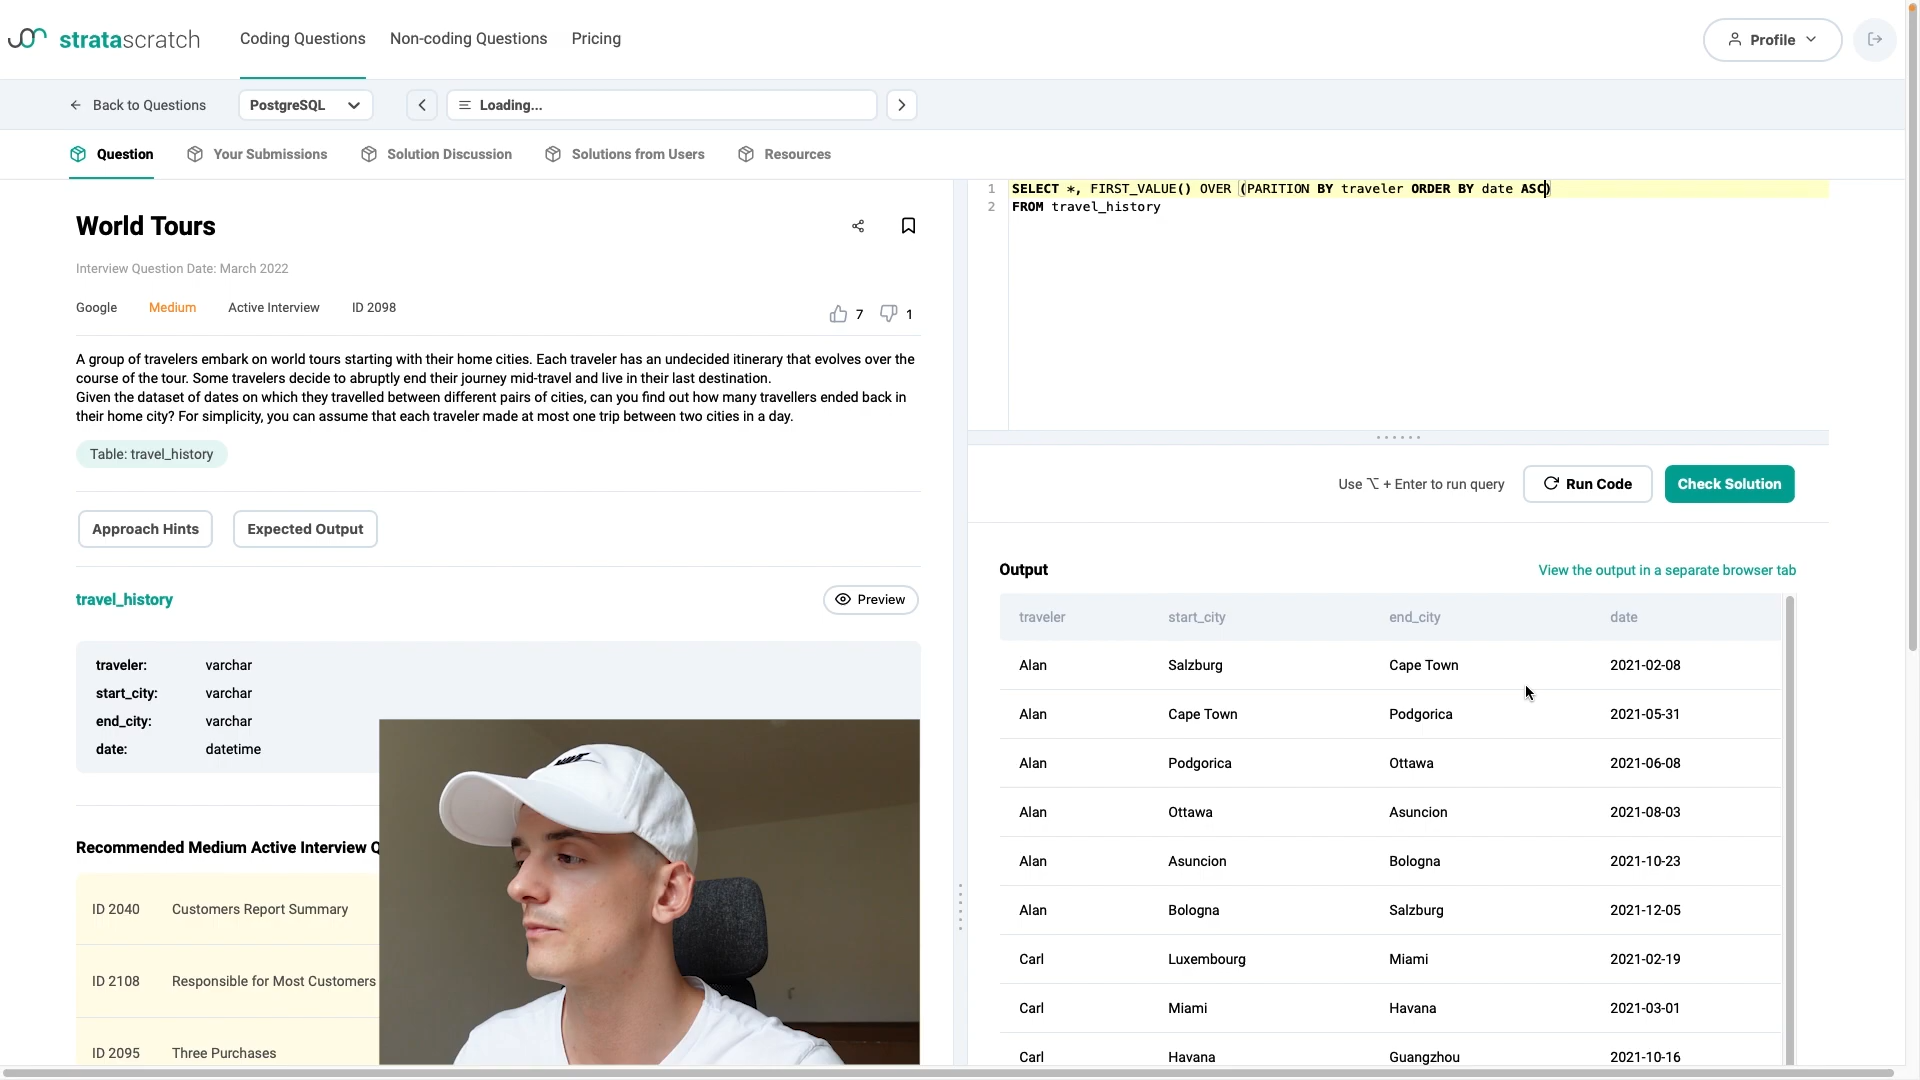 stratascratch
Coding Questions
Non-coding Questions
Pricing
Profile
Back to Questions
PostgreSQL
Loading...
Question
Your Submissions
Solution Discussion
Solutions from Users
Resources
World Tours
Interview Question Date: March 2022
Google Medium Active Interview ID 2098
7 1
A group of travelers embark on world tours starting with their home cities. Each traveler has an undecided itinerary that evolves over the
course of the tour. Some travelers decide to abruptly end their journey mid-travel and live in their last destination.
Given the dataset of dates on which they travelled between different pairs of cities, can you find out how many travellers ended back in
their home city? For simplicity, you can assume that each traveler made at most one trip between two cities in a day.
Table: travel_history
Approach Hints
Expected Output
travel_history
Preview
traveler: varchar
start_city: varchar
end_city: varchar
date: datetime
Recommended Medium Active Interview Q
ID 2040 Customers Report Summary
ID 2108 Responsible for Most Customers
ID 2095 Three Purchases
1 SELECT *, FIRST_VALUE() OVER (PARITION BY traveler ORDER BY date ASC)
2 FROM travel_history
Use ⌥ + Enter to run query
Run Code
Check Solution
Output
View the output in a separate browser tab
traveler start_city end_city date
Alan Salzburg Cape Town 2021-02-08
Alan Cape Town Podgorica 2021-05-31
Alan Podgorica Ottawa 2021-06-08
Alan Ottawa Asuncion 2021-08-03
Alan Asuncion Bologna 2021-10-23
Alan Bologna Salzburg 2021-12-05
Carl Luxembourg Miami 2021-02-19
Carl Miami Havana 2021-03-01
Carl Havana Guangzhou 2021-10-16